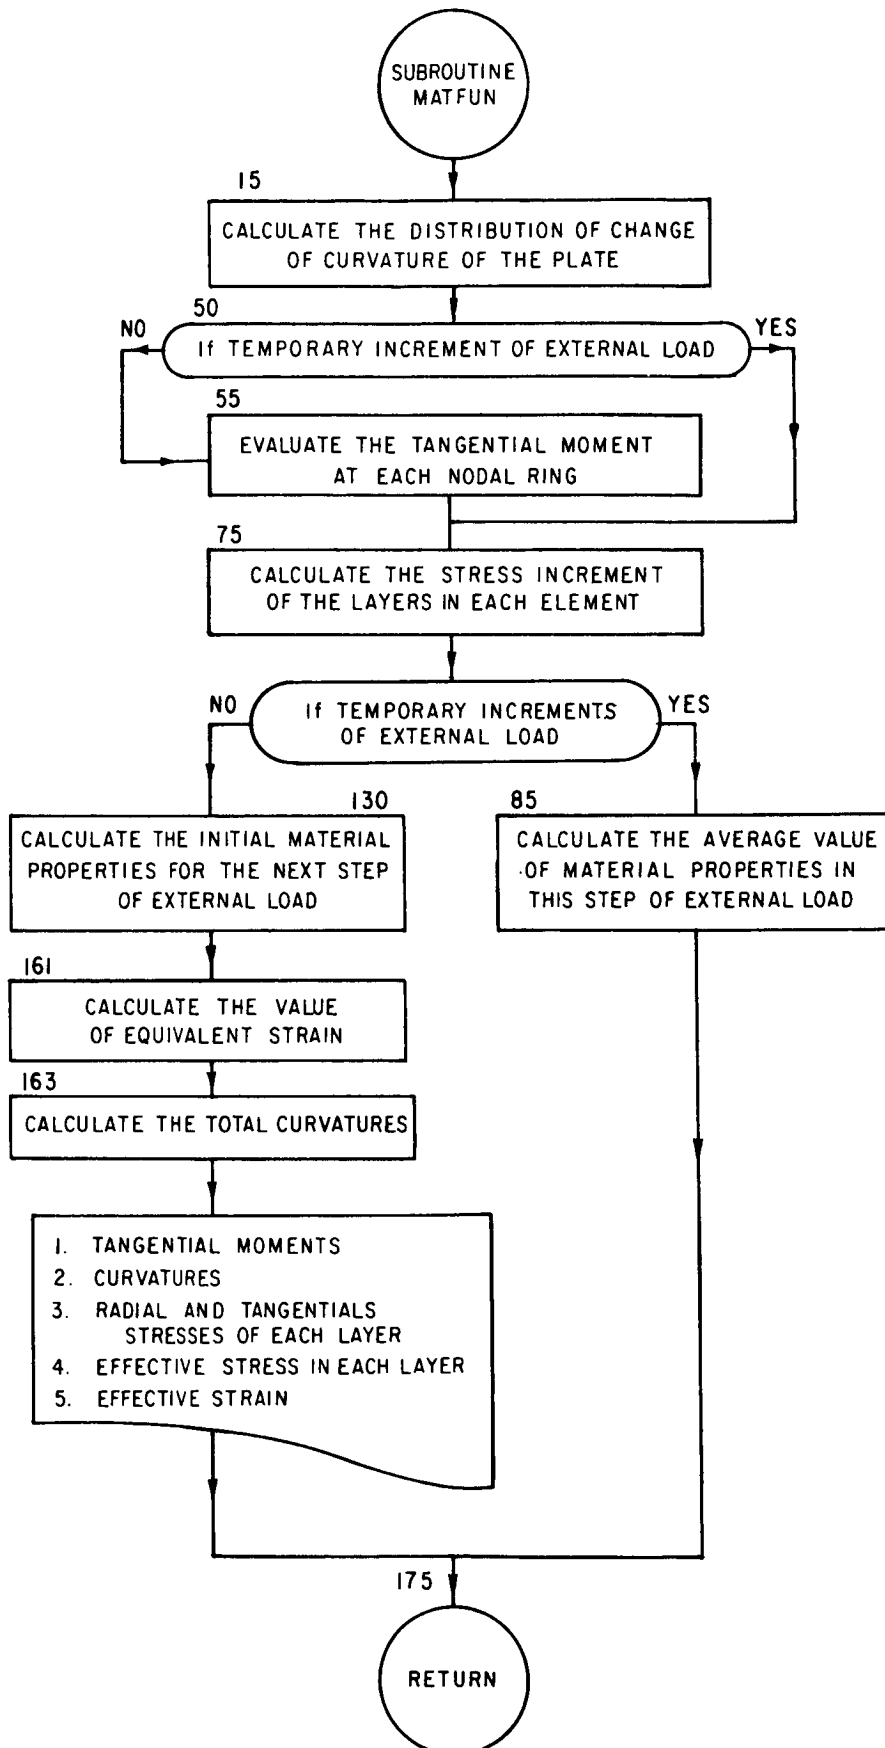 SUBROUTINE
MATFUN
15
CALCULATE THE DISTRIBUTION OF CHANGE
OF CURVATURE OF THE PLATE
50
NO
YES
If TEMPORARY INCREMENT OF EXTERNAL LOAD
55
EVALUATE THE TANGENTIAL MOMENT
AT EACH NODAL RING
75
CALCULATE THE STRESS INCREMENT
OF THE LAYERS IN EACH ELEMENT
NO
YES
If TEMPORARY INCREMENTS
OF EXTERNAL LOAD
130
CALCULATE THE INITIAL MATERIAL
PROPERTIES FOR THE NEXT STEP
OF EXTERNAL LOAD
85
CALCULATE THE AVERAGE VALUE
OF MATERIAL PROPERTIES IN
THIS STEP OF EXTERNAL LOAD
161
CALCULATE THE VALUE
OF EQUIVALENT STRAIN
163
CALCULATE THE TOTAL CURVATURES
1. TANGENTIAL MOMENTS
2. CURVATURES
3. RADIAL AND TANGENTIALS
STRESSES OF EACH LAYER
4. EFFECTIVE STRESS IN EACH LAYER
5. EFFECTIVE STRAIN
175
RETURN